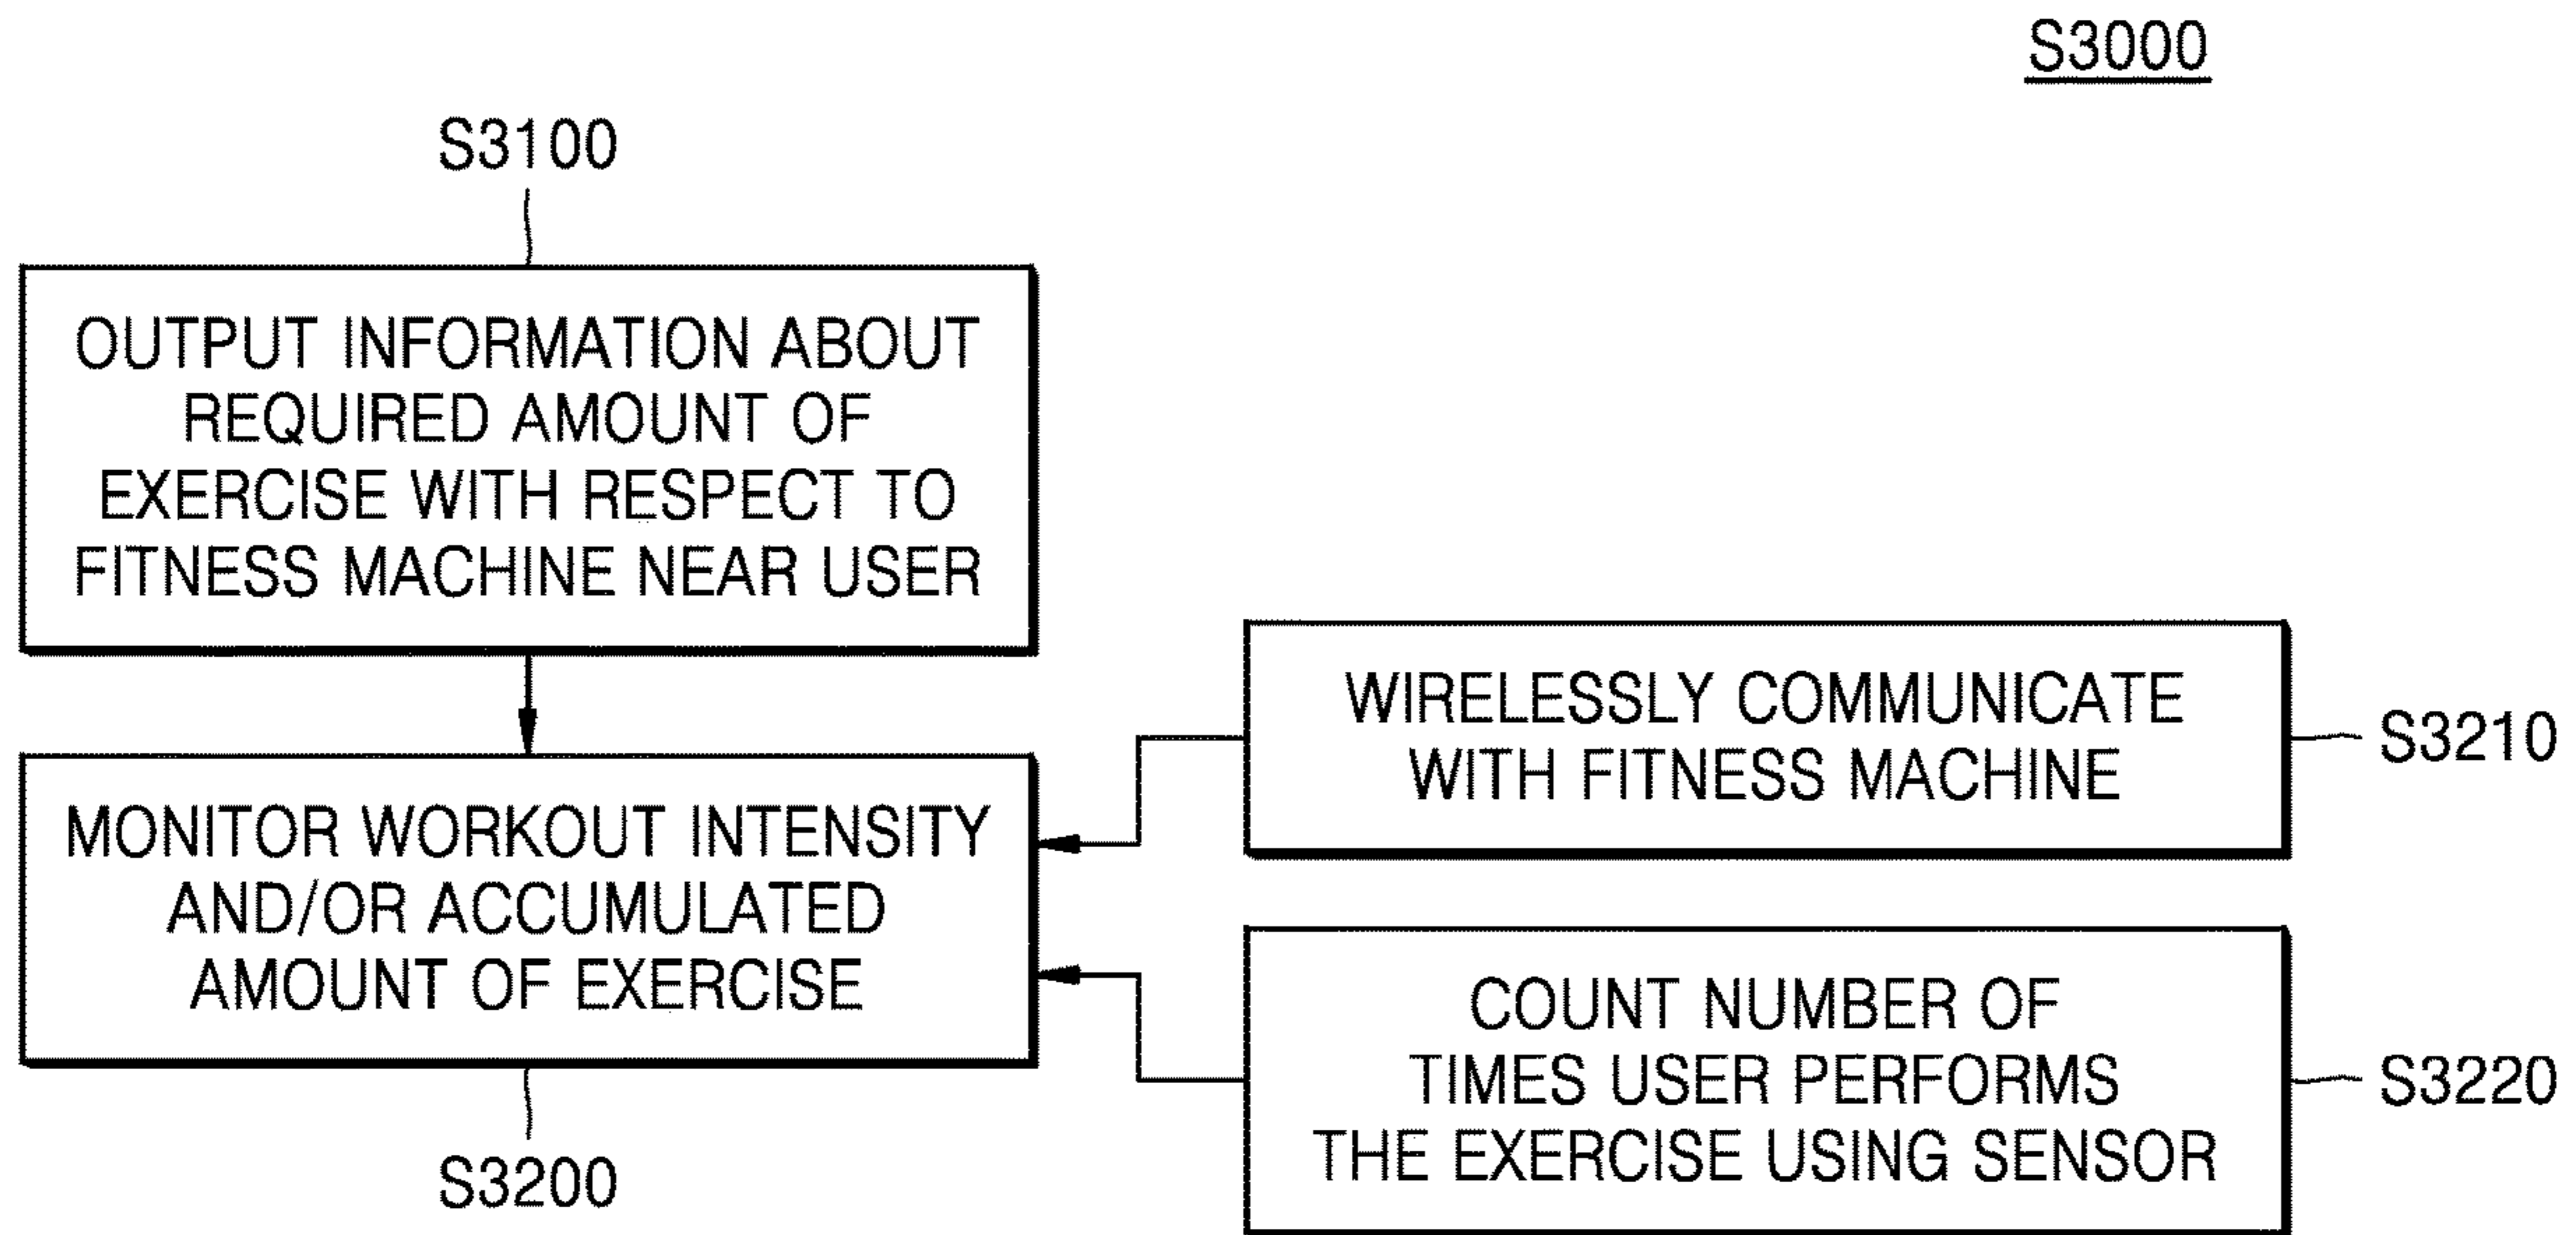 S3000
S3100
OUTPUT INFORMATION ABOUT
REQUIRED AMOUNT OF
EXERCISE WITH RESPECT TO
FITNESS MACHINE NEAR USER
MONITOR WORKOUT INTENSITY
AND/OR ACCUMULATED
AMOUNT OF EXERCISE
S3200
WIRELESSLY COMMUNICATE
WITH FITNESS MACHINE
S3210
COUNT NUMBER OF
TIMES USER PERFORMS
THE EXERCISE USING SENSOR
S3220